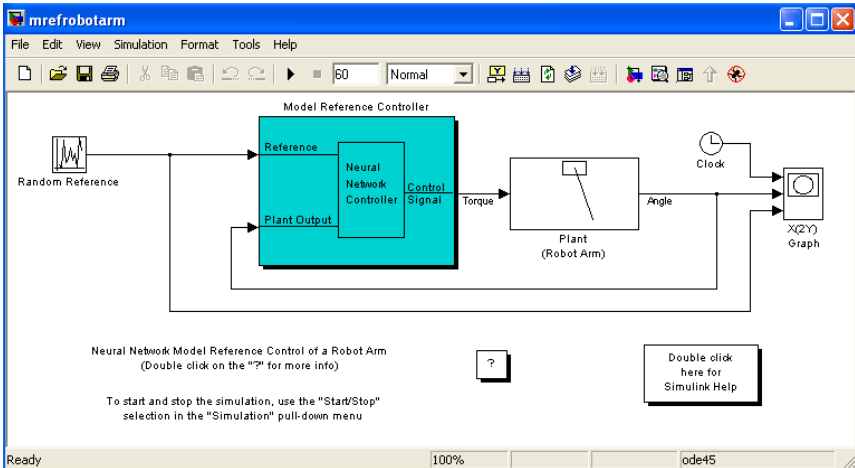 mrefrobotarm
File Edit View Simulation Format Tools Help
60 Normal
Model Reference Controller
Random Reference
Reference
Plant Output
Neural
Network
Controller
Control
Signal
Torque
Plant
(Robot Arm)
Angle
Clock
X(2Y)
Graph
Neural Network Model Reference Control of a Robot Arm
(Double click on the "?" for more info)
?
Double click
here for
Simulink Help
To start and stop the simulation, use the "Start/Stop"
selection in the "Simulation" pull-down menu
Ready 100% ode45